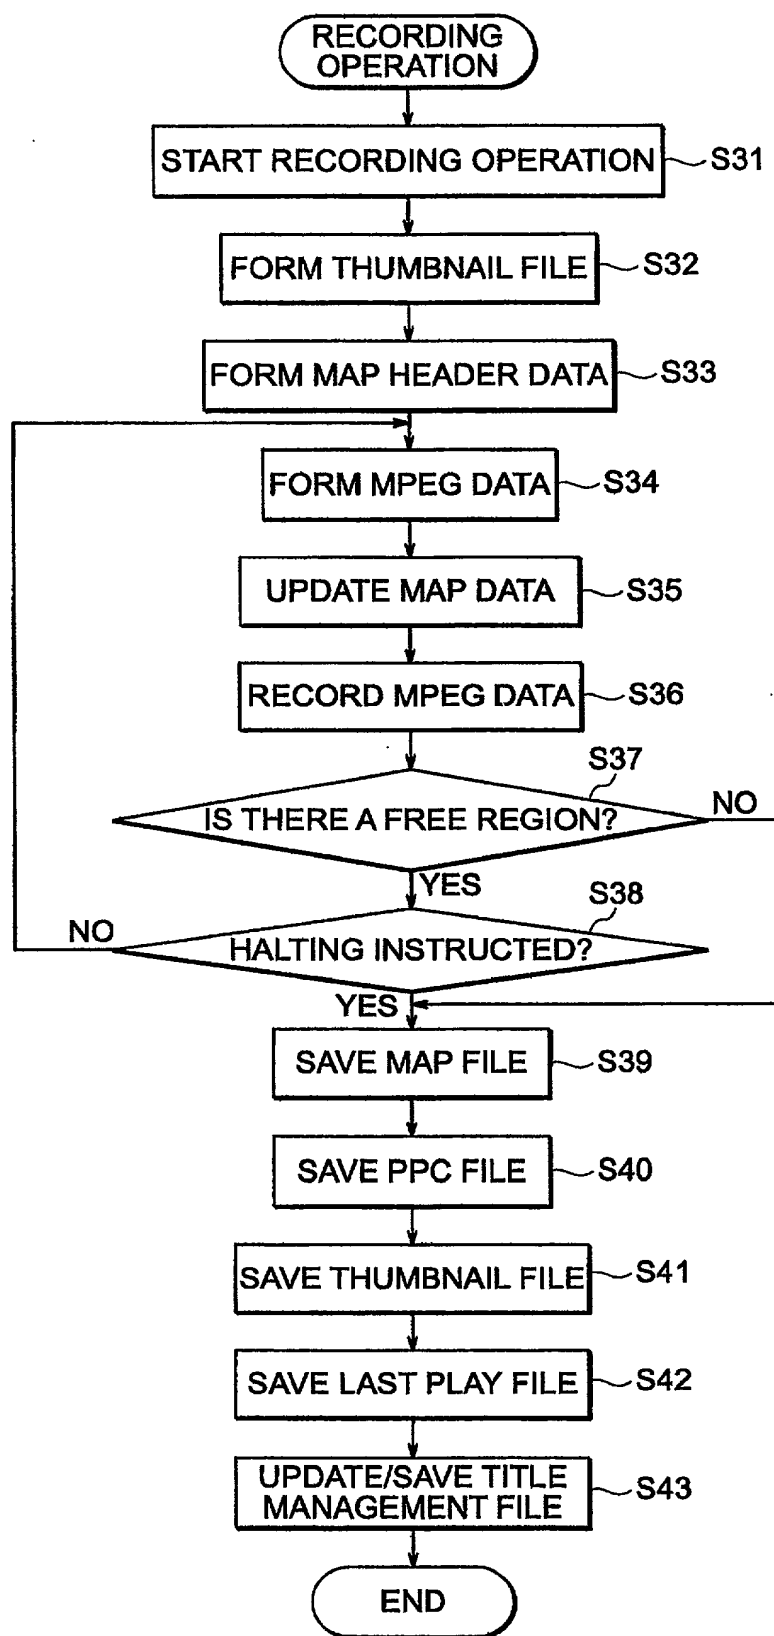 RECORDING
OPERATION
START RECORDING OPERATION
S31
FORM THUMBNAIL FILE
S32
FORM MAP HEADER DATA
S33
FORM MPEG DATA
S34
UPDATE MAP DATA
S35
RECORD MPEG DATA
S36
S37
IS THERE A FREE REGION?
NO
YES
S38
NO
HALTING INSTRUCTED?
YES
SAVE MAP FILE
S39
SAVE PPC FILE
S40
SAVE THUMBNAIL FILE
S41
SAVE LAST PLAY FILE
S42
UPDATE/SAVE TITLE
MANAGEMENT FILE
S43
END